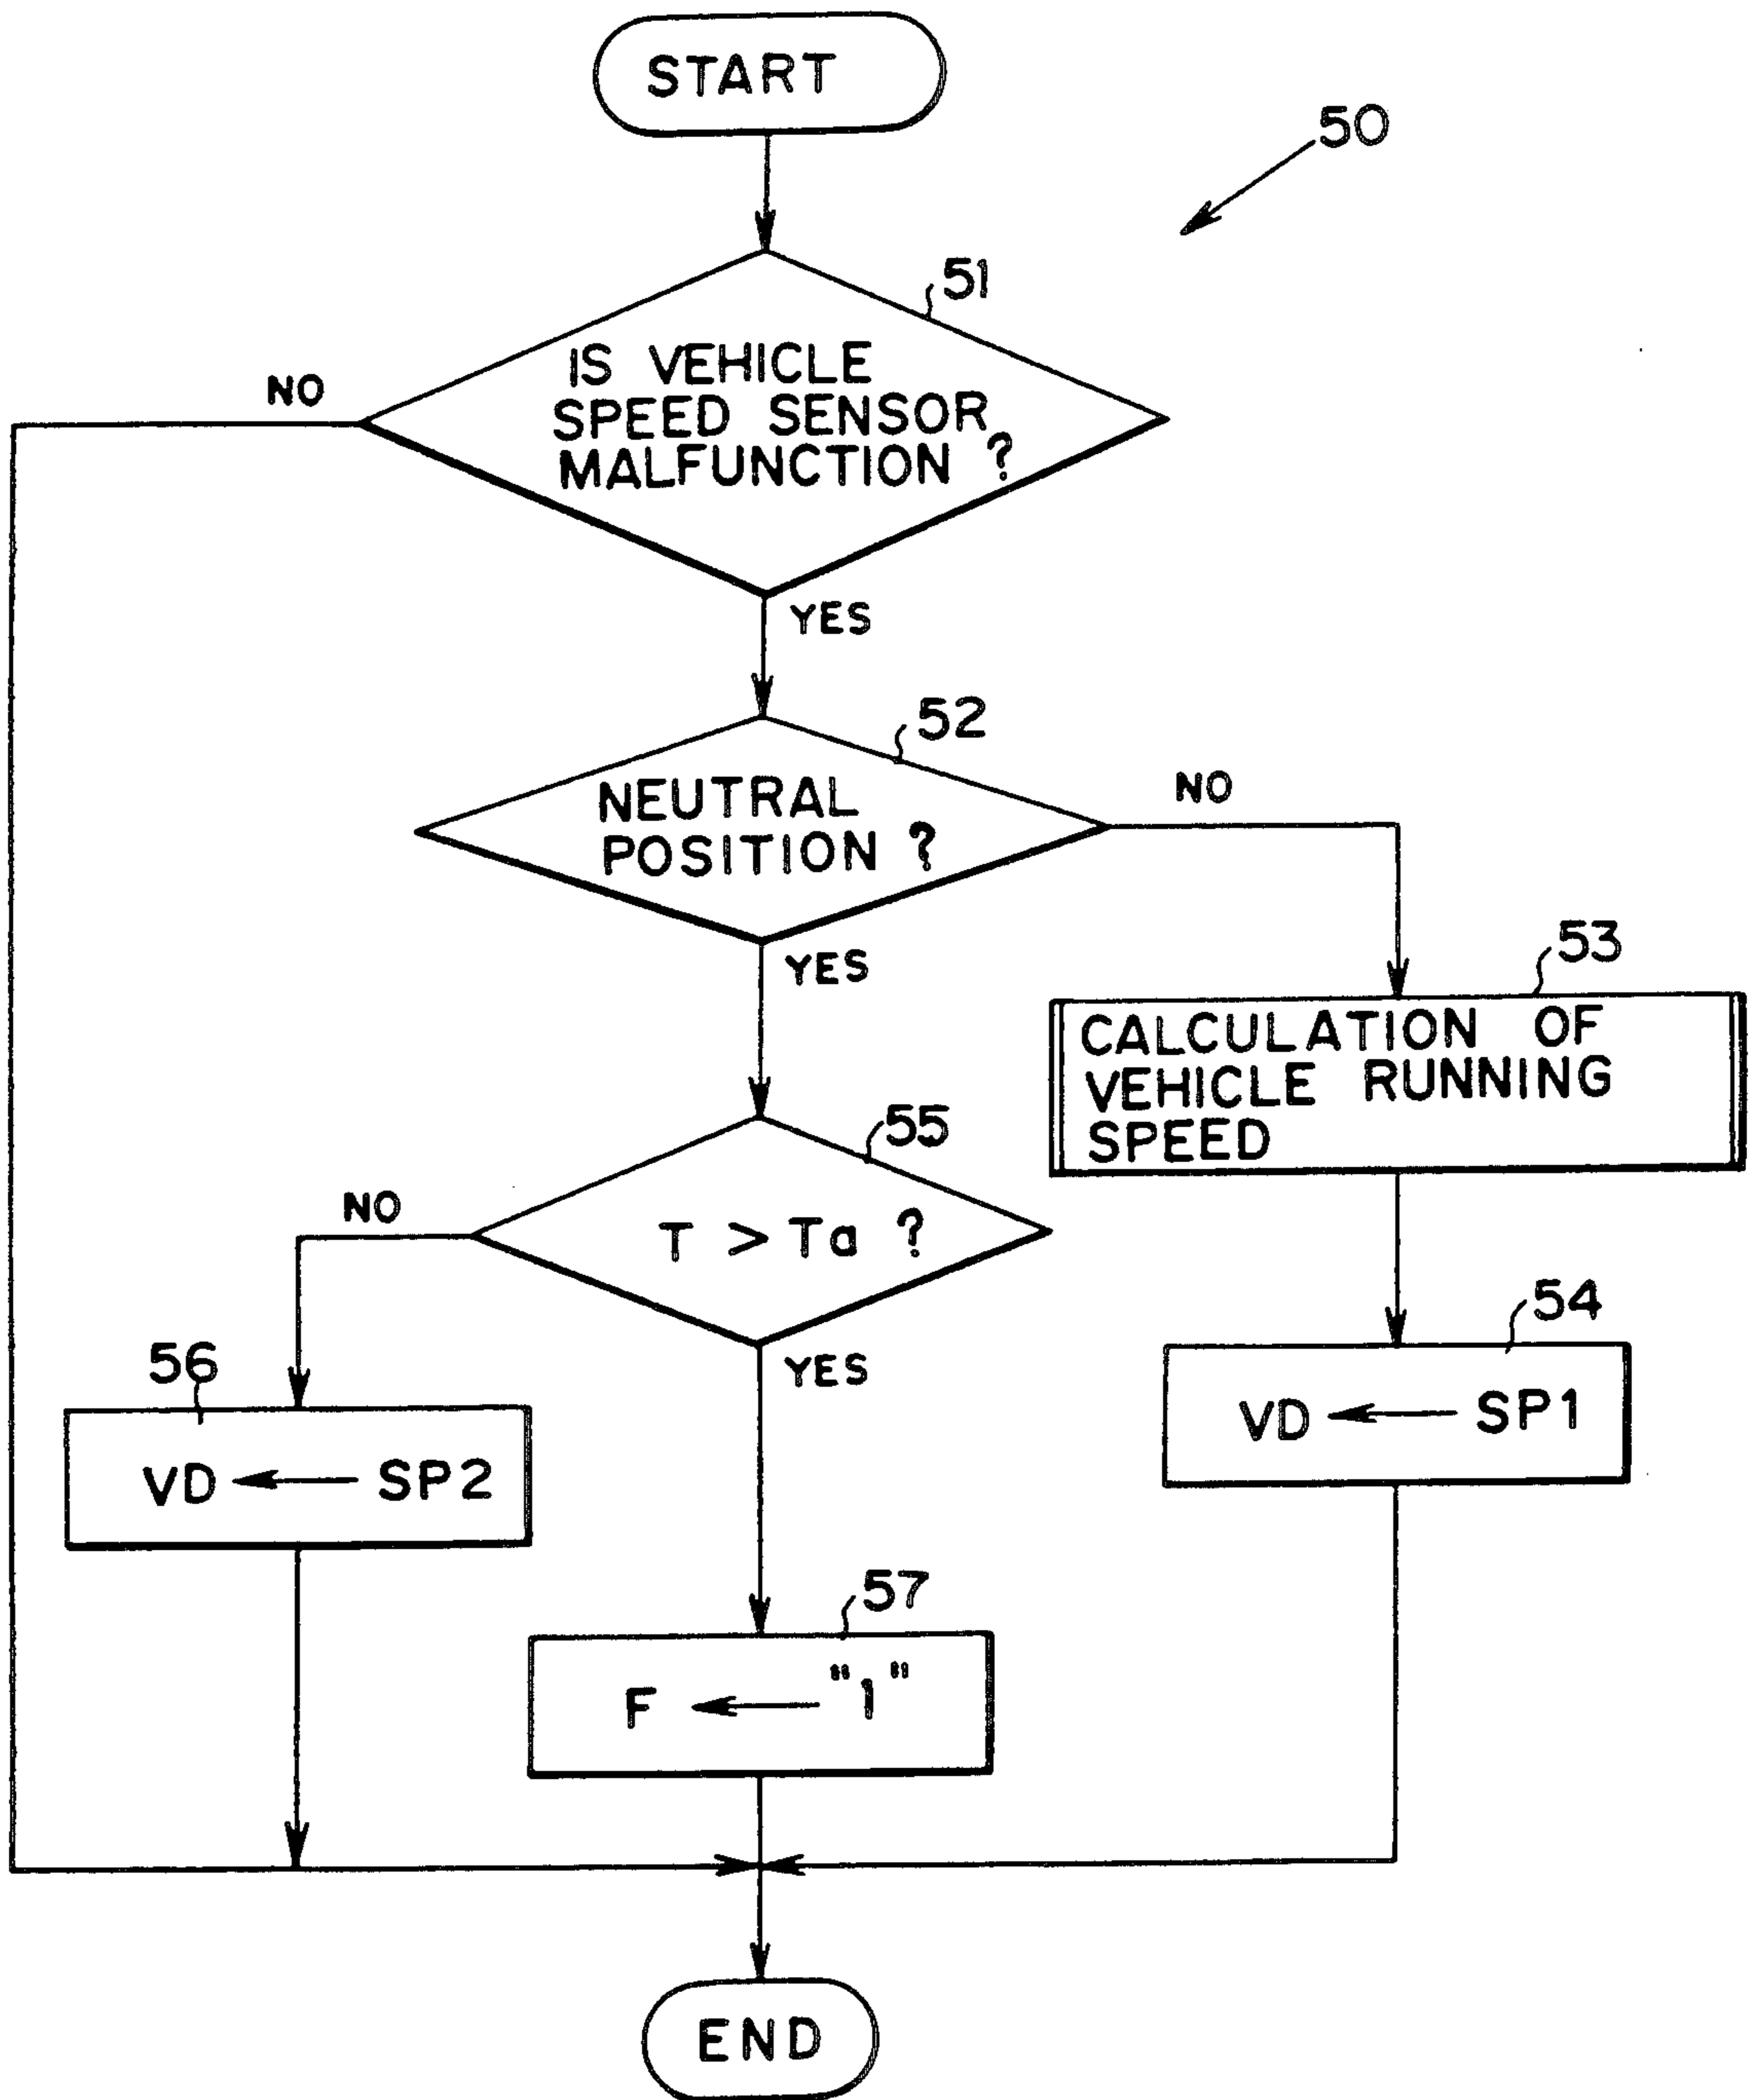 START
50
51
IS VEHICLE
SPEED SENSOR
MALFUNCTION ?
NO
YES
52
NEUTRAL
POSITION ?
NO
YES
53
CALCULATION OF
VEHICLE RUNNING
SPEED
55
T > Ta ?
NO
YES
54
VD ← SP1
56
VD ← SP2
57
F ← "1"
END